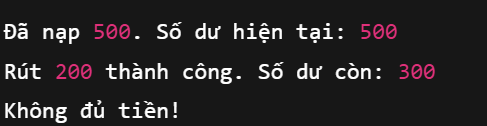 Đã nạp 500. Số dư hiện tại: 500
Rút 200 thành công. Số dư còn: 300
Không đủ tiền!